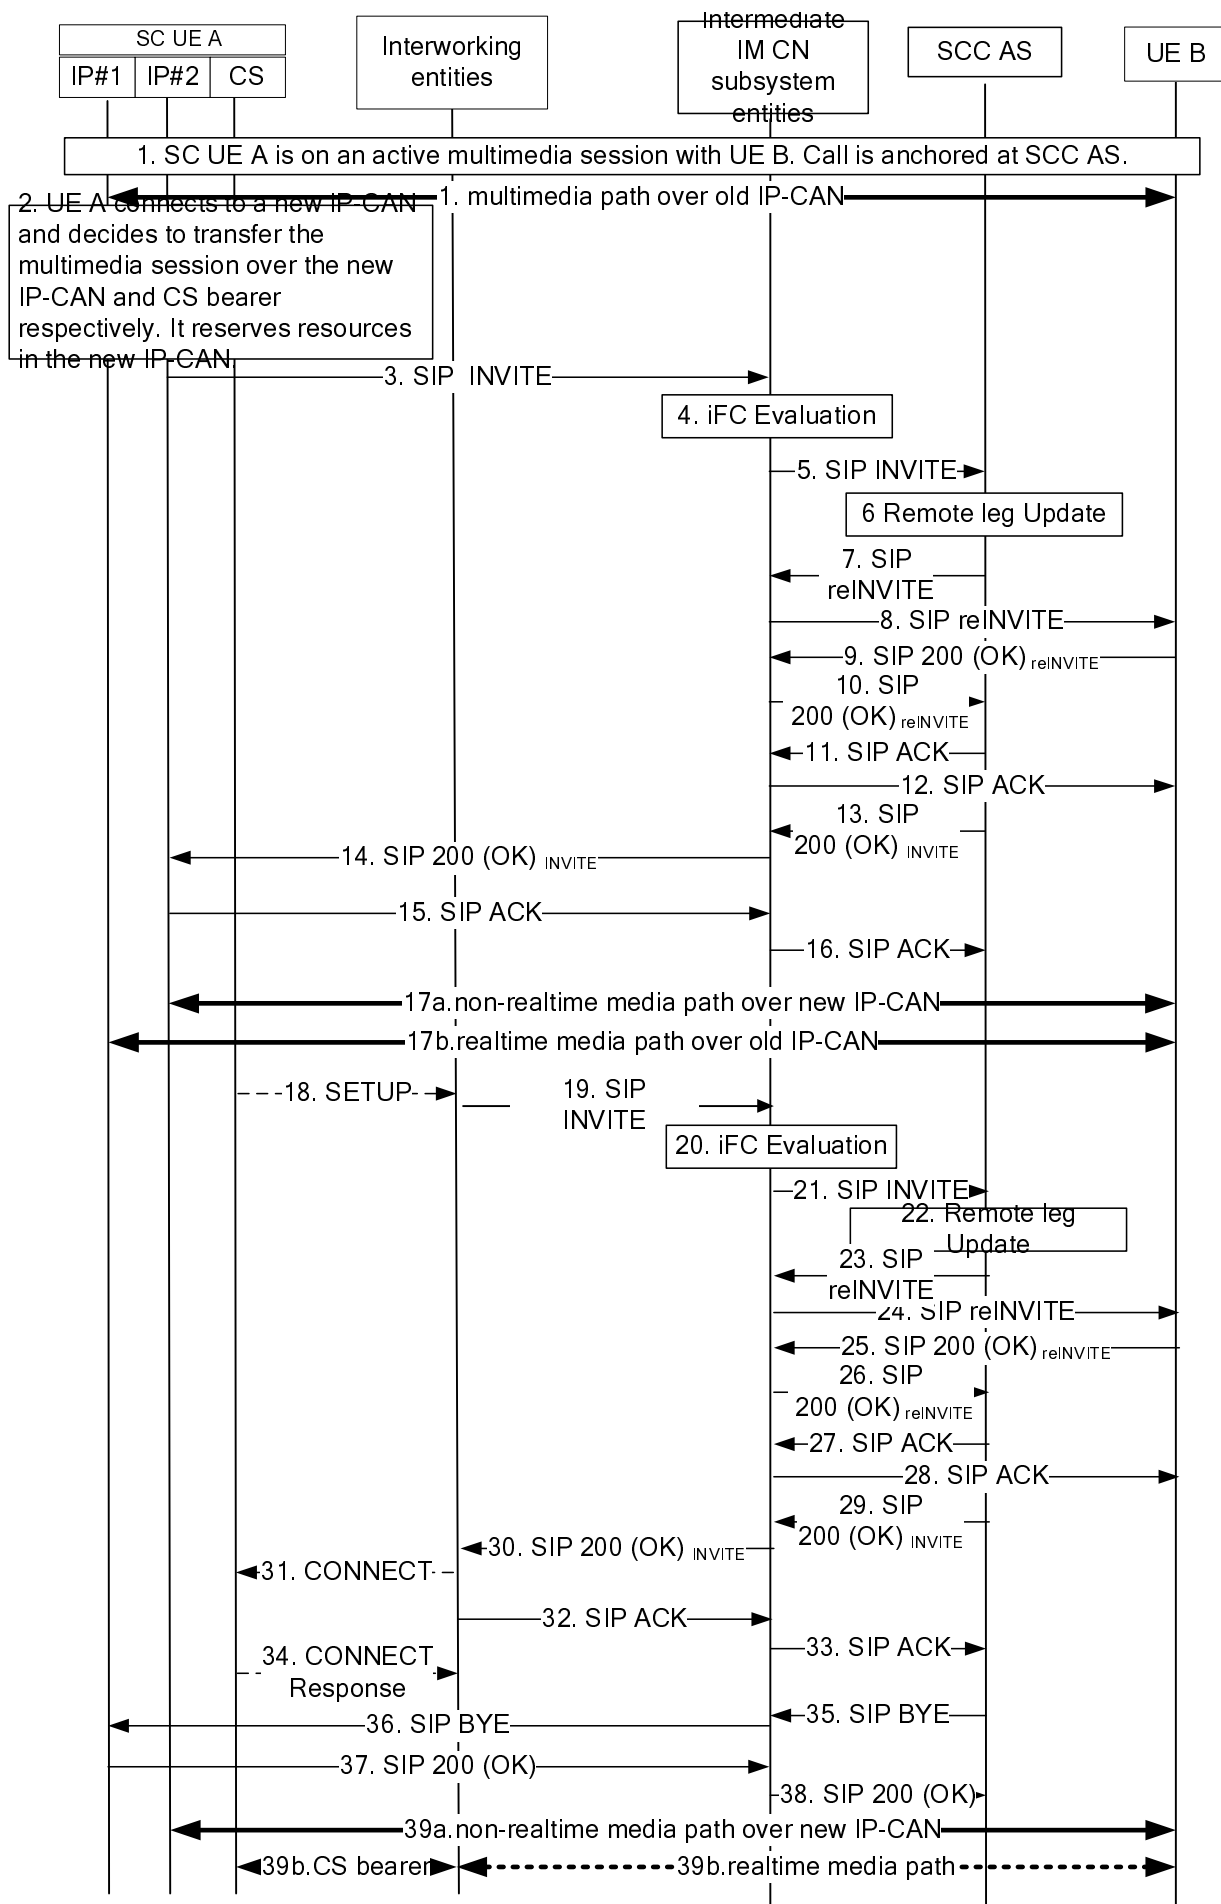 SC UE A
IP#1
IP#2
CS
Interworking
entities
Intermediate
IM CN
subsystem
entities
SCC AS
UE B
1. SC UE A is on an active multimedia session with UE B. Call is anchored at SCC AS.
1. multimedia path over old IP-CAN
2. UE A connects to a new IP-CAN
and decides to transfer the
multimedia session over the new
IP-CAN and CS bearer
respectively. It reserves resources
in the new IP-CAN.
3. SIP  INVITE
4. iFC Evaluation
5. SIP INVITE
6 Remote leg Update
7. SIP
reINVITE
8. SIP reINVITE
9. SIP 200 (OK) reINVITE
10. SIP
200 (OK) reINVITE
11. SIP ACK
12. SIP ACK
13. SIP
200 (OK) INVITE
14. SIP 200 (OK) INVITE
15. SIP ACK
16. SIP ACK
17a.non-realtime media path over new IP-CAN
17b.realtime media path over old IP-CAN
18. SETUP
19. SIP
INVITE
20. iFC Evaluation
21. SIP INVITE
22. Remote leg
Update
23. SIP
reINVITE
24. SIP reINVITE
25. SIP 200 (OK) reINVITE
26. SIP
200 (OK) reINVITE
27. SIP ACK
28. SIP ACK
29. SIP
200 (OK) INVITE
30. SIP 200 (OK) INVITE
31. CONNECT
32. SIP ACK
33. SIP ACK
34. CONNECT
Response
35. SIP BYE
36. SIP BYE
37. SIP 200 (OK)
38. SIP 200 (OK)
39a.non-realtime media path over new IP-CAN
39b.CS bearer
39b.realtime media path